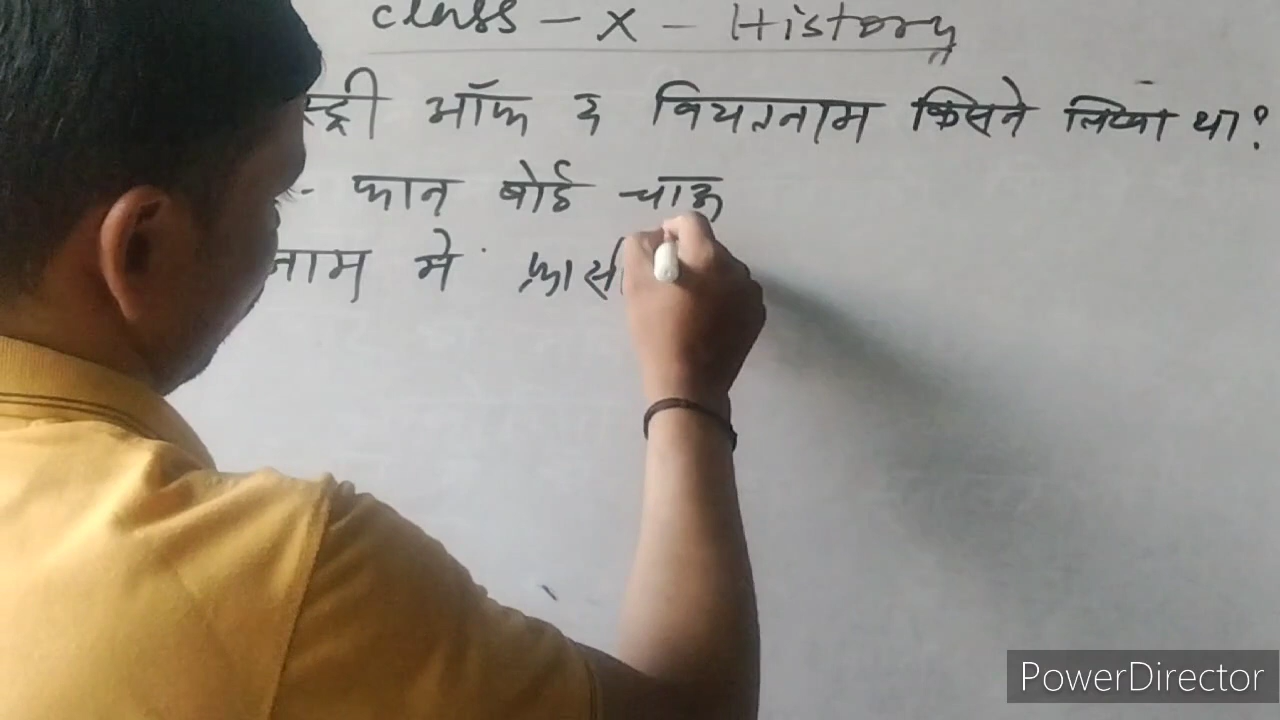 Class - X - History
स्ट्री ऑफ द वियतनाम किसने लिखा था?
- फान बोई चाऊ
नाम में फ्रांसी
PowerDirector